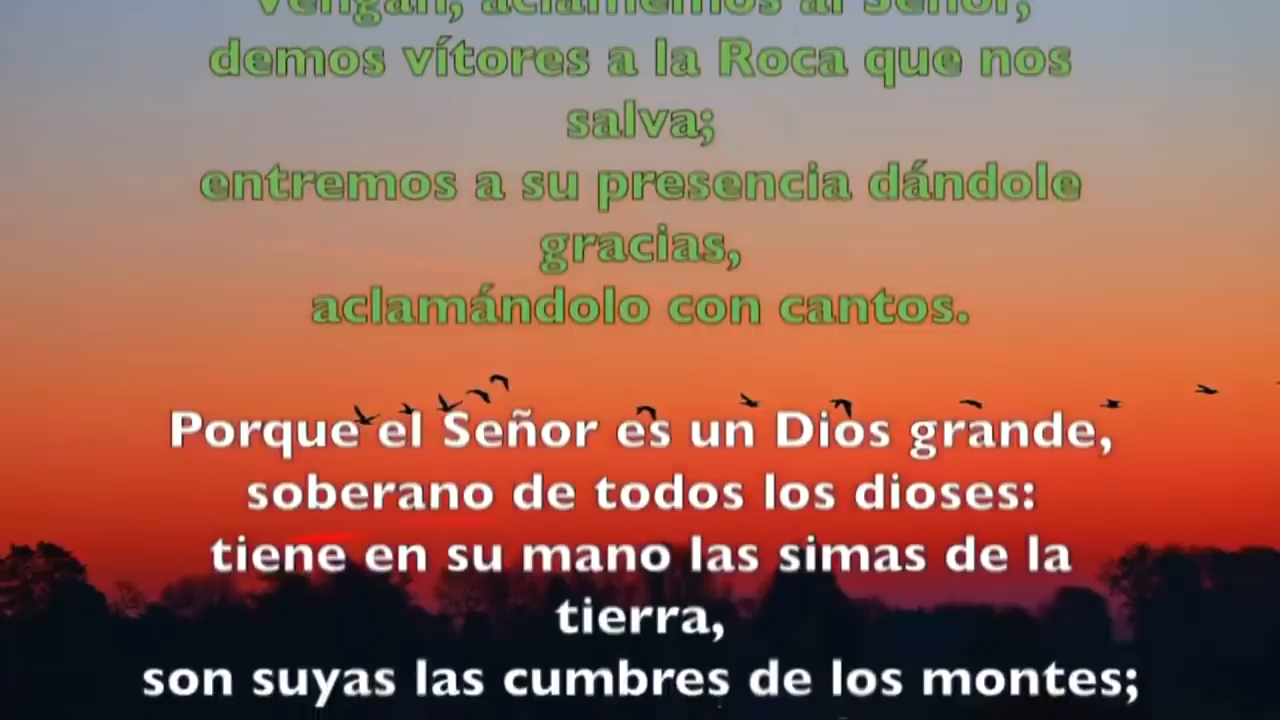 Vengan, aclamemos al Señor,
demos vítores a la Roca que nos
salva;
entremos a su presencia dándole
gracias,
aclamándolo con cantos.
Porque el Señor es un Dios grande,
soberano de todos los dioses:
tiene en su mano las simas de la
tierra,
son suyas las cumbres de los montes;